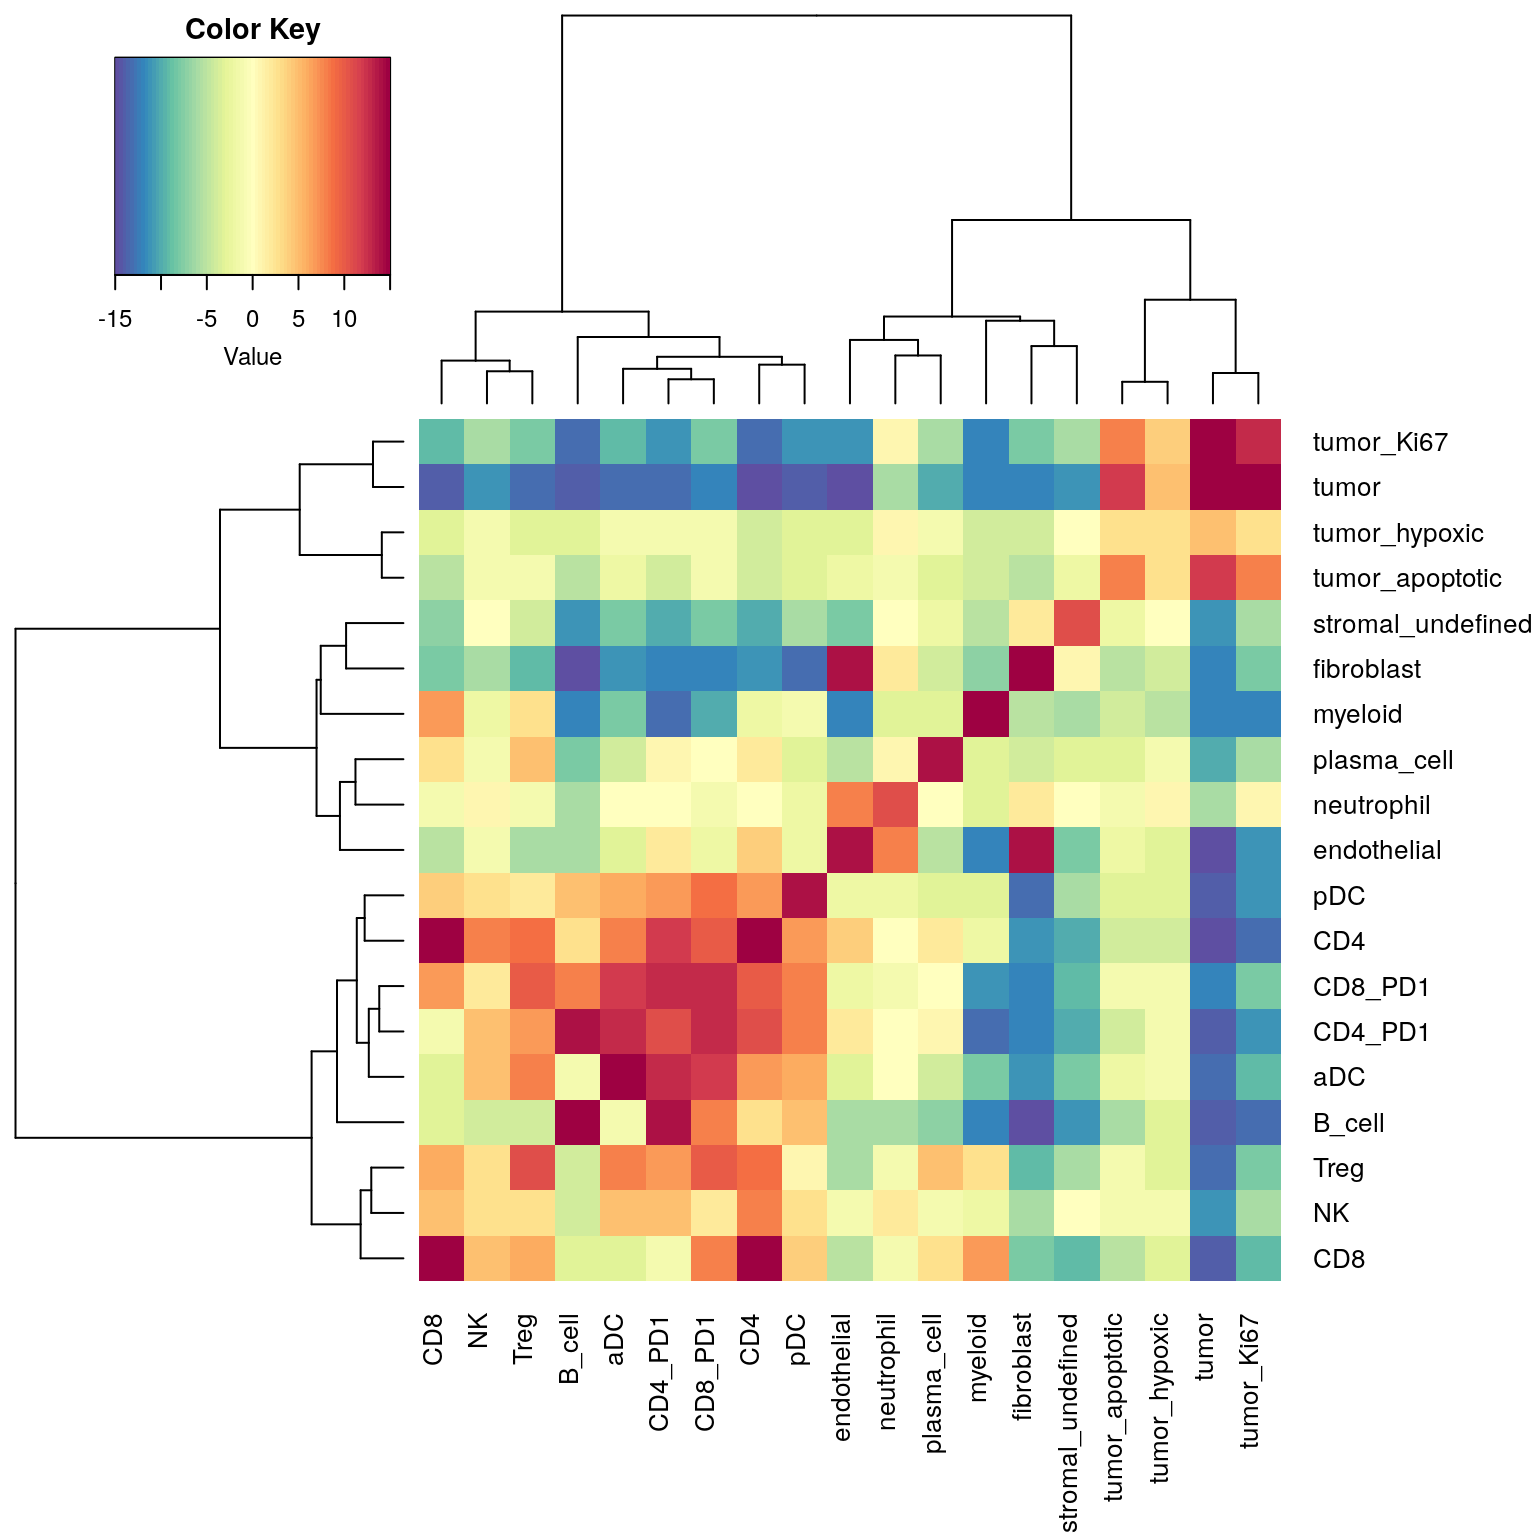 Color Key
-15 -5 0 5 10
Value
tumor_Ki67
tumor
tumor_hypoxic
tumor_apoptotic
stromal_undefined
fibroblast
myeloid
plasma_cell
neutrophil
endothelial
pDC
CD4
CD8_PD1
CD4_PD1
aDC
B_cell
Treg
NK
CD8
CD8
NK
Treg
B_cell
aDC
CD4_PD1
CD8_PD1
CD4
pDC
endothelial
neutrophil
plasma_cell
myeloid
fibroblast
stromal_undefined
tumor_apoptotic
tumor_hypoxic
tumor
tumor_Ki67